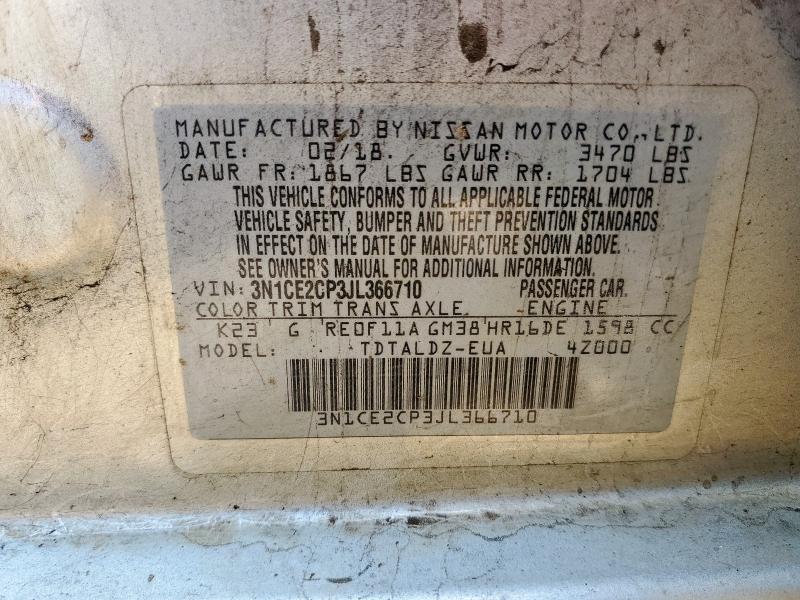 MANUFACTURED BY NISSAN MOTOR CO., LTD.
DATE: 02/18. GVWR: 3470 LBS
GAWR FR: 1867 LBS GAWR RR: 1704 LBS
THIS VEHICLE CONFORMS TO ALL APPLICABLE FEDERAL MOTOR
VEHICLE SAFETY, BUMPER AND THEFT PREVENTION STANDARDS
IN EFFECT ON THE DATE OF MANUFACTURE SHOWN ABOVE.
SEE OWNER'S MANUAL FOR ADDITIONAL INFORMATION.
VIN: 3N1CE2CP3JL366710 PASSENGER CAR.
COLOR TRIM TRANS AXLE ENGINE
K23 G RE0F11A GM38 HR16DE 1598 CC
MODEL: TDTALDZ-EUA 4Z000
3N1CE2CP3JL366710